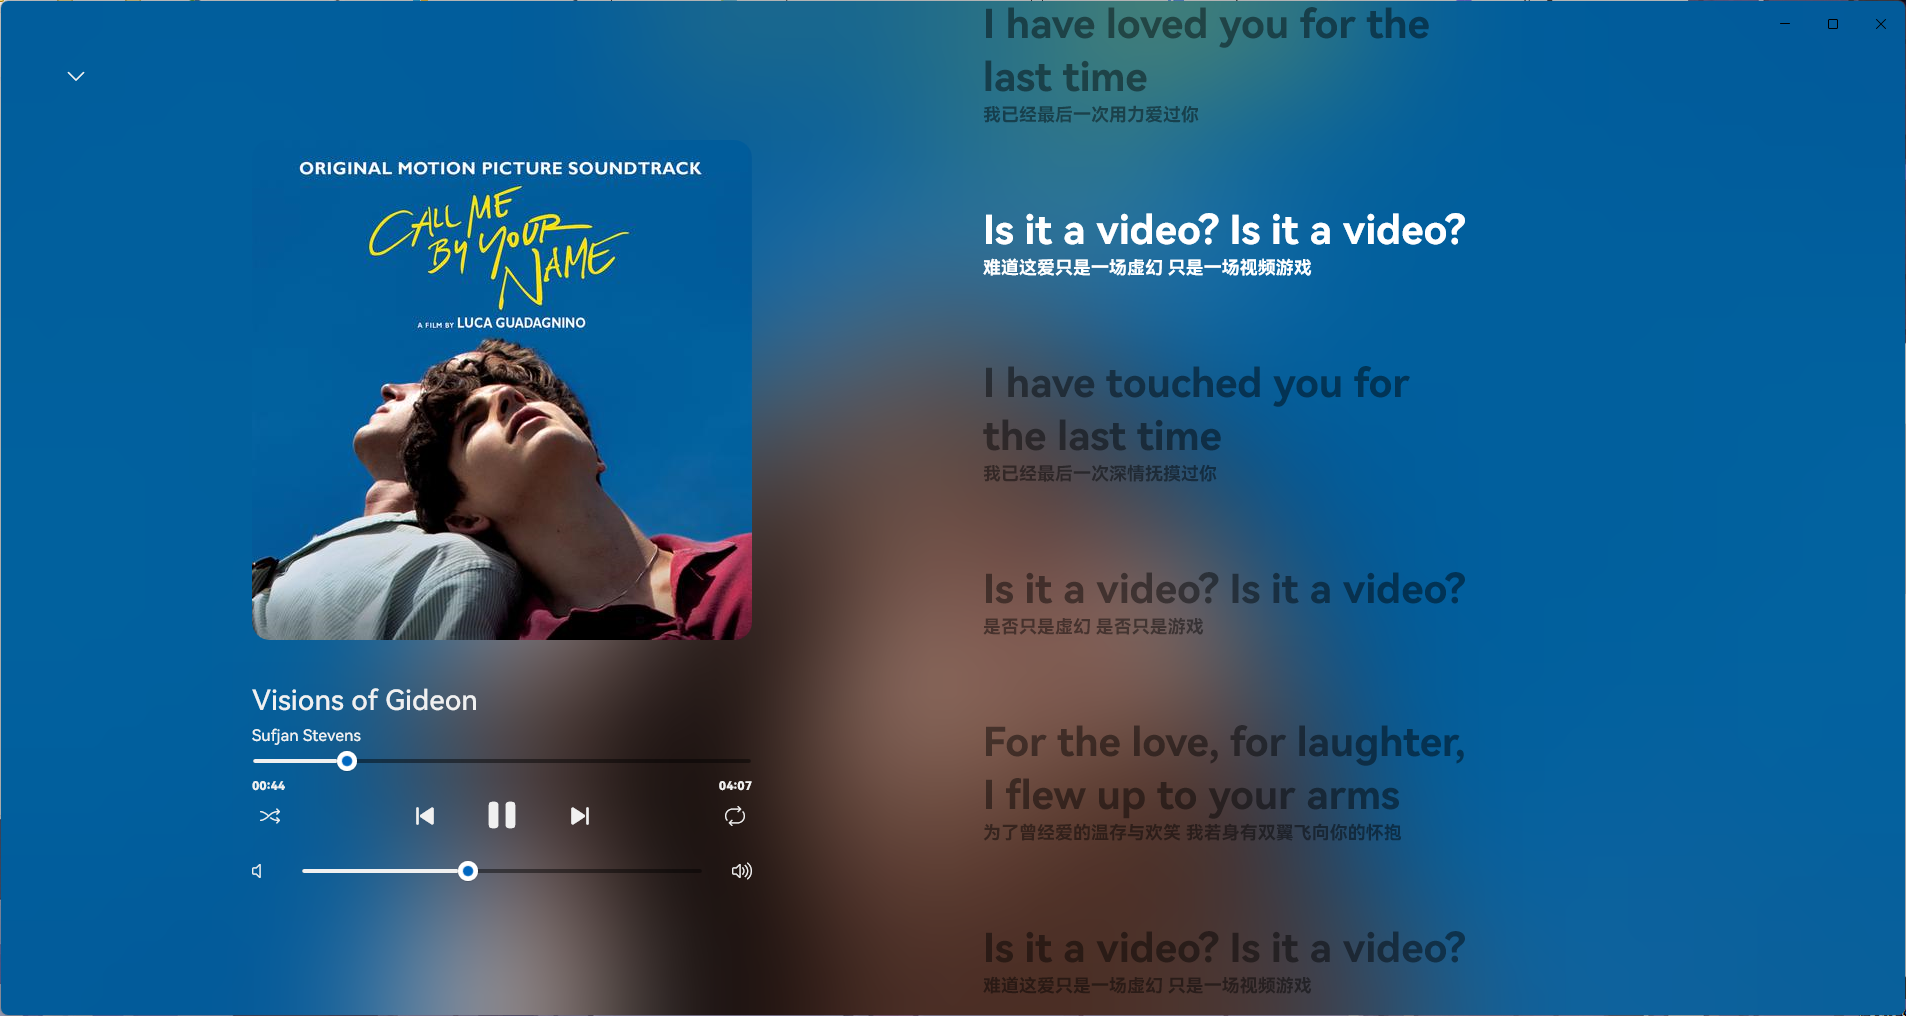 ORIGINAL MOTION PICTURE SOUNDTRACK
CALL ME
BY YOUR
NAME
A FILM BY LUCA GUADAGNINO
Visions of Gideon
Sufjan Stevens
00:44
04:07
I have loved you for the
last time
我已经最后一次用力爱过你
Is it a video? Is it a video?
难道这爱只是一场虚幻 只是一场视频游戏
I have touched you for
the last time
我已经最后一次深情抚摸过你
Is it a video? Is it a video?
是否只是虚幻 是否只是游戏
For the love, for laughter,
I flew up to your arms
为了曾经爱的温存与欢笑 我若身有双翼飞向你的怀抱
Is it a video? Is it a video?
难道这爱只是一场虚幻 只是一场视频游戏